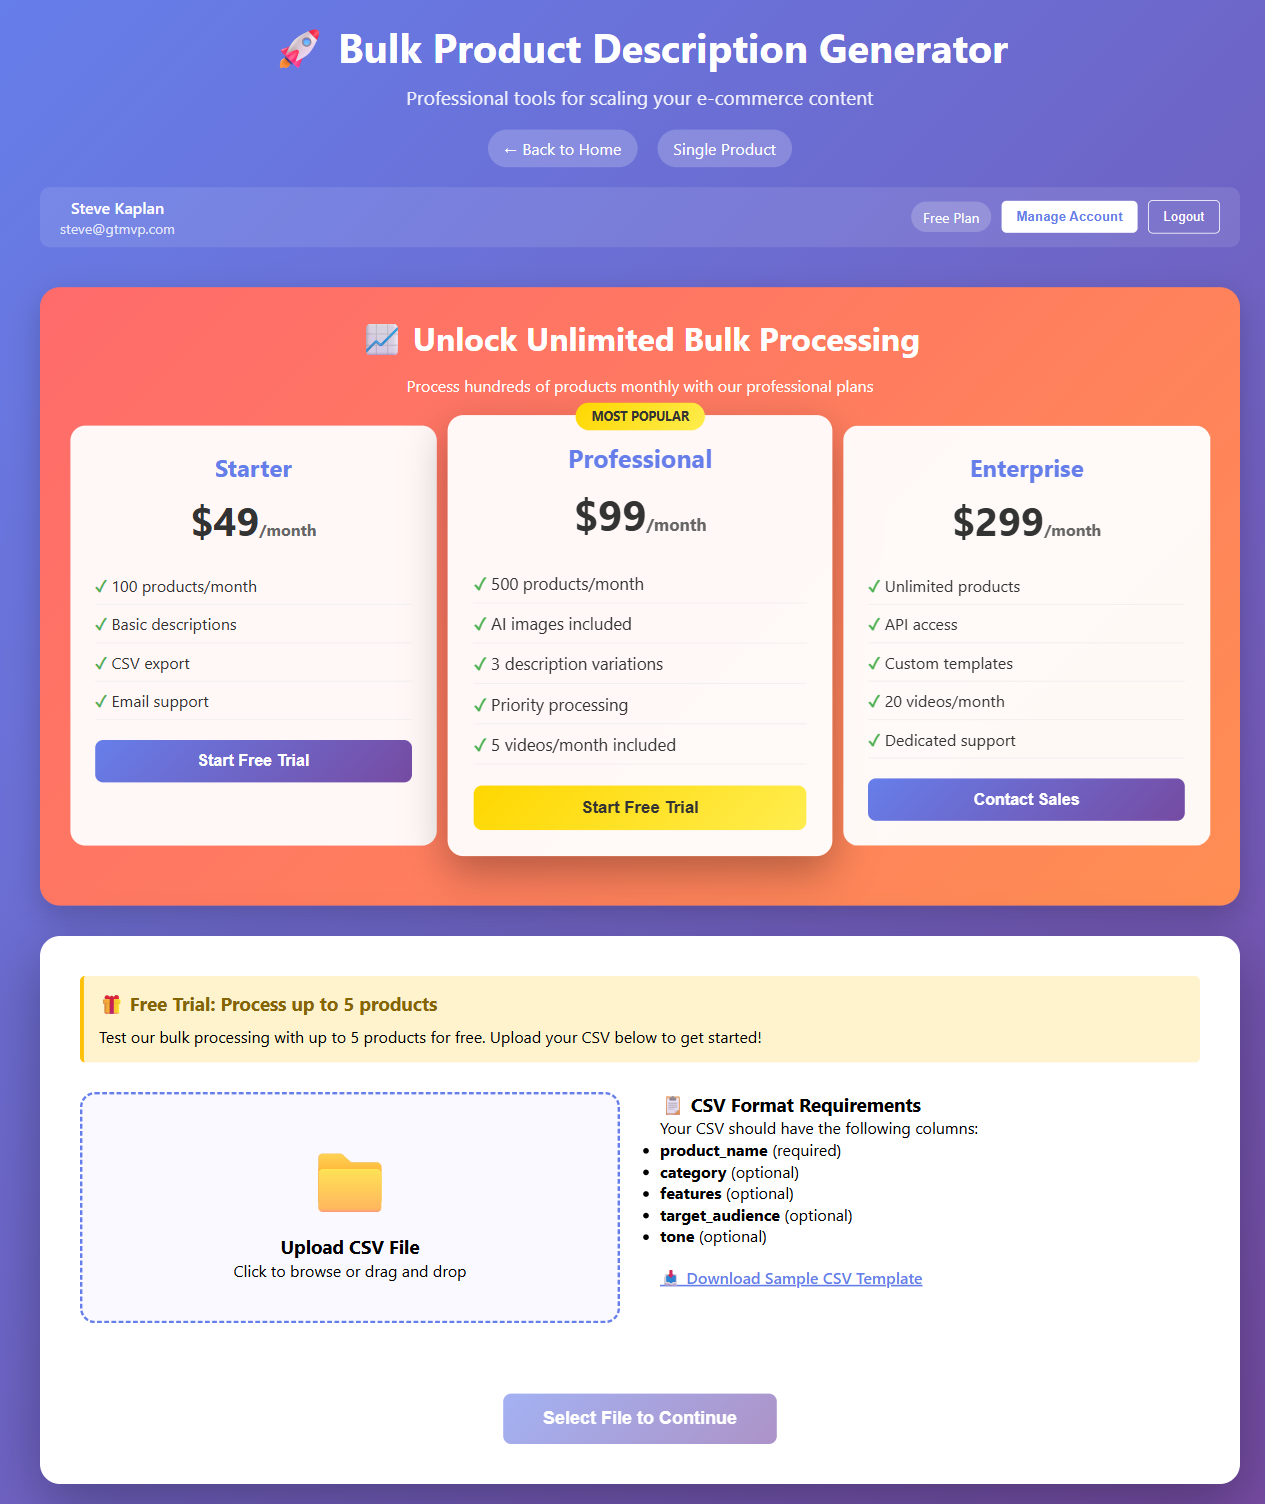 🚀 Bulk Product Description Generator
Professional tools for scaling your e-commerce content
← Back to Home
Single Product
Steve Kaplan
steve@gtmvp.com
Free Plan
Manage Account
Logout
📈 Unlock Unlimited Bulk Processing
Process hundreds of products monthly with our professional plans
Starter
$49/month
✓ 100 products/month
✓ Basic descriptions
✓ CSV export
✓ Email support
Start Free Trial
MOST POPULAR
Professional
$99/month
✓ 500 products/month
✓ AI images included
✓ 3 description variations
✓ Priority processing
✓ 5 videos/month included
Start Free Trial
Enterprise
$299/month
✓ Unlimited products
✓ API access
✓ Custom templates
✓ 20 videos/month
✓ Dedicated support
Contact Sales
🎁 Free Trial: Process up to 5 products
Test our bulk processing with up to 5 products for free. Upload your CSV below to get started!
Upload CSV File
Click to browse or drag and drop
📋 CSV Format Requirements
Your CSV should have the following columns:
• product_name (required)
• category (optional)
• features (optional)
• target_audience (optional)
• tone (optional)
📥 Download Sample CSV Template
Select File to Continue